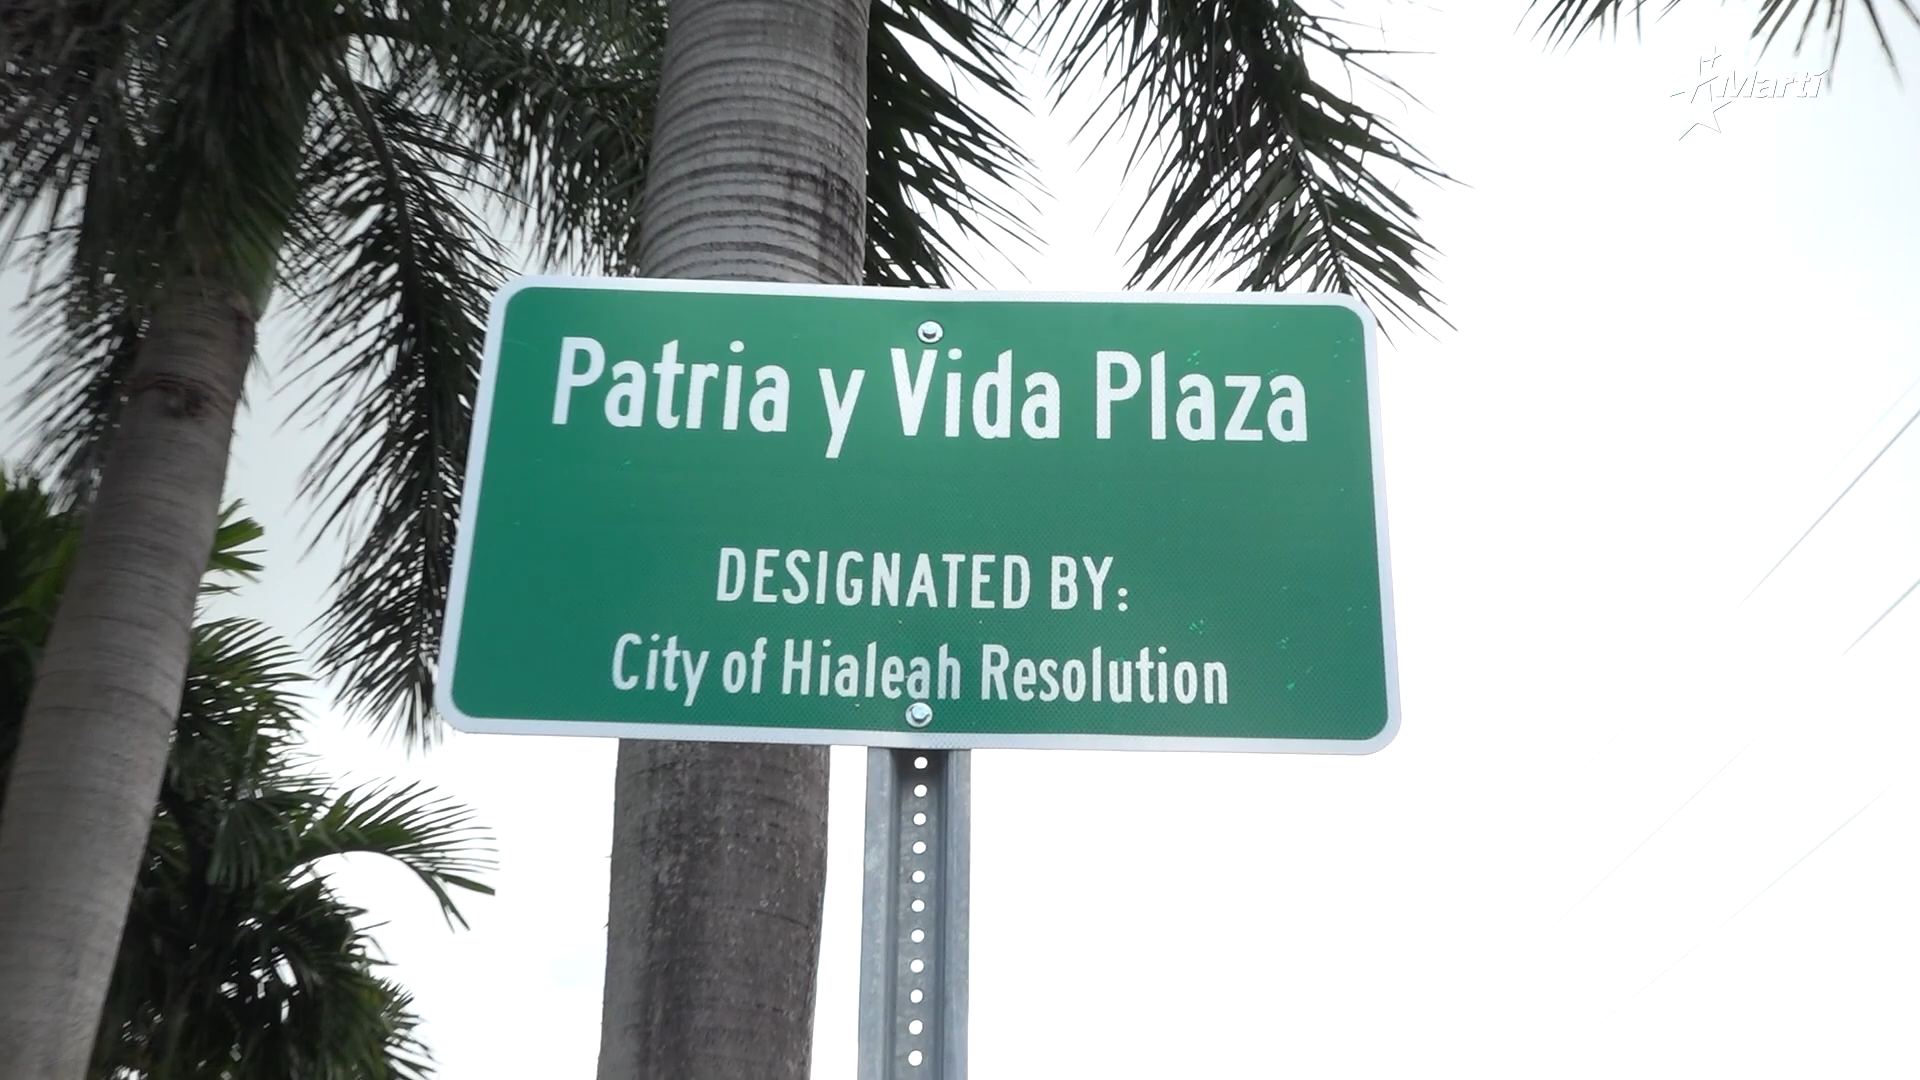 Martí
Patria y Vida Plaza
DESIGNATED BY:
City of Hialeah Resolution